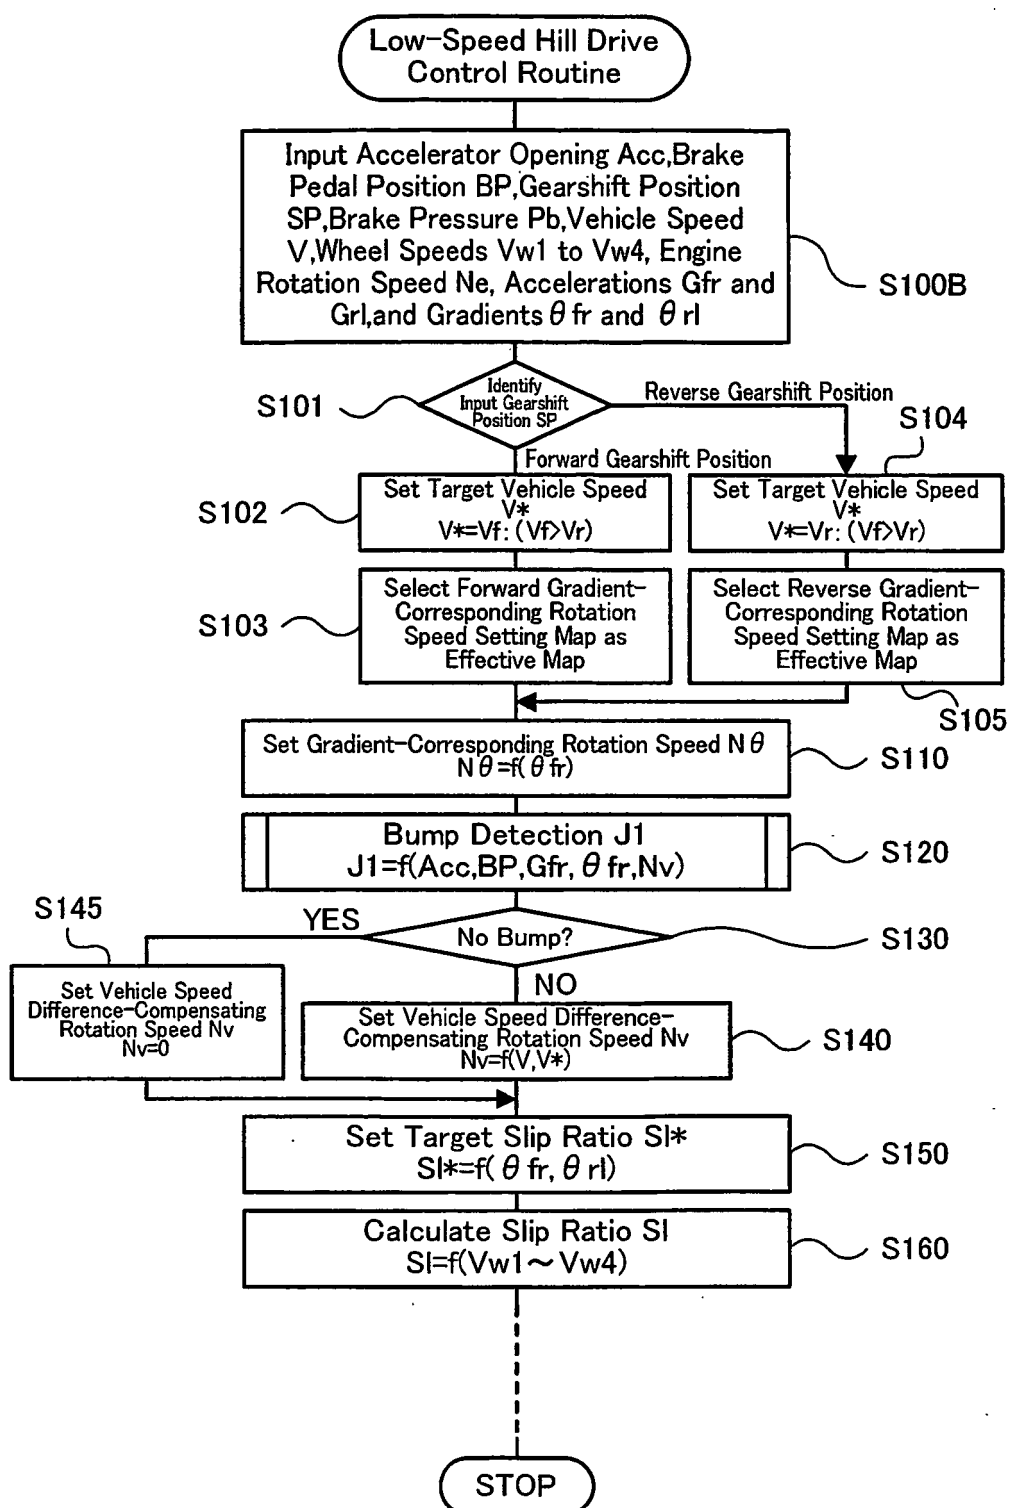 Low-Speed Hill Drive
Control Routine
Input Accelerator Opening Acc,Brake
Pedal Position BP,Gearshift Position
SP,Brake Pressure Pb,Vehicle Speed
V,Wheel Speeds Vw1 to Vw4, Engine
Rotation Speed Ne, Accelerations Gfr and
Grl,and Gradients θ fr and θ rl
S100B
Identify
Input Gearshift
Position SP
S101
Reverse Gearshift Position
S104
Forward Gearshift Position
Set Target Vehicle Speed
V*
V*=Vf: (Vf>Vr)
S102
Set Target Vehicle Speed
V*
V*=Vr: (Vf>Vr)
Select Forward Gradient-
Corresponding Rotation
Speed Setting Map as
Effective Map
S103
Select Reverse Gradient-
Corresponding Rotation
Speed Setting Map as
Effective Map
S105
Set Gradient-Corresponding Rotation Speed N θ
N θ =f( θ fr)
S110
Bump Detection J1
J1=f(Acc,BP,Gfr, θ fr,Nv)
S120
S145
YES
No Bump?
S130
NO
Set Vehicle Speed
Difference-Compensating
Rotation Speed Nv
Nv=0
Set Vehicle Speed Difference-
Compensating Rotation Speed Nv
Nv=f(V,V*)
S140
Set Target Slip Ratio Sl*
Sl*=f( θ fr, θ rl)
S150
Calculate Slip Ratio Sl
Sl=f(Vw1～Vw4)
S160
STOP